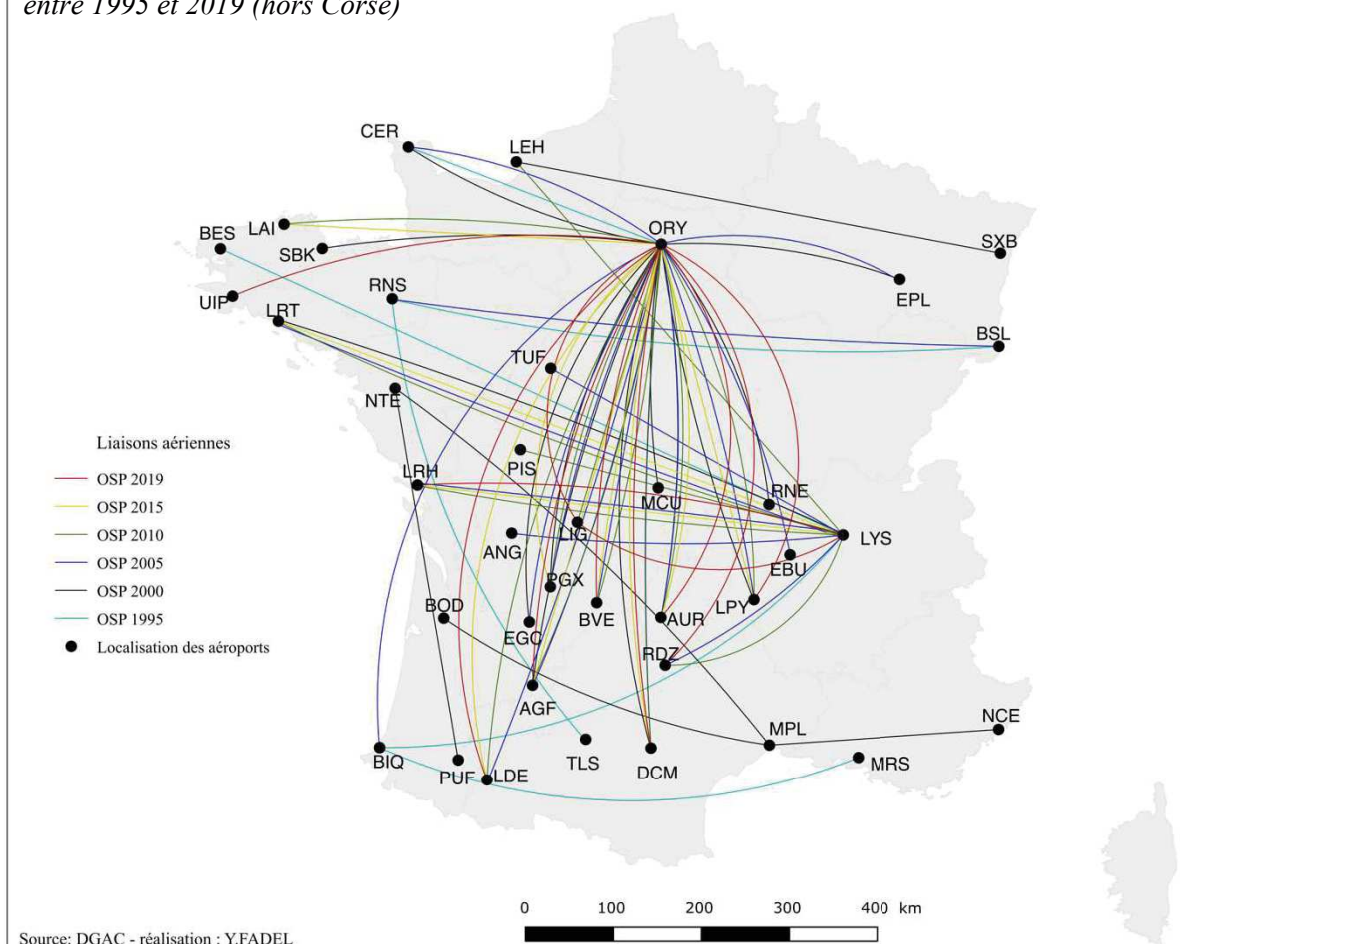 entre 1995 et 2019 (hors Corse)
CER
LEH
ORY
BES
LAI
SBK
SXB
RNS
EPL
UIP
LRT
BSL
TUF
NTE
Liaisons aériennes
OSP 2019
OSP 2015
OSP 2010
OSP 2005
OSP 2000
OSP 1995
Localisation des aéroports
LRH
PIS
MCU
RNE
LIG
LYS
ANG
EBU
PGX
BOD
BVE
AUR
LPY
EGC
RDZ
AGF
MPL
NCE
BIQ
PUF
LDE
TLS
DCM
MRS
0 100 200 300 400 km
Source: DGAC - réalisation : Y.FADEL